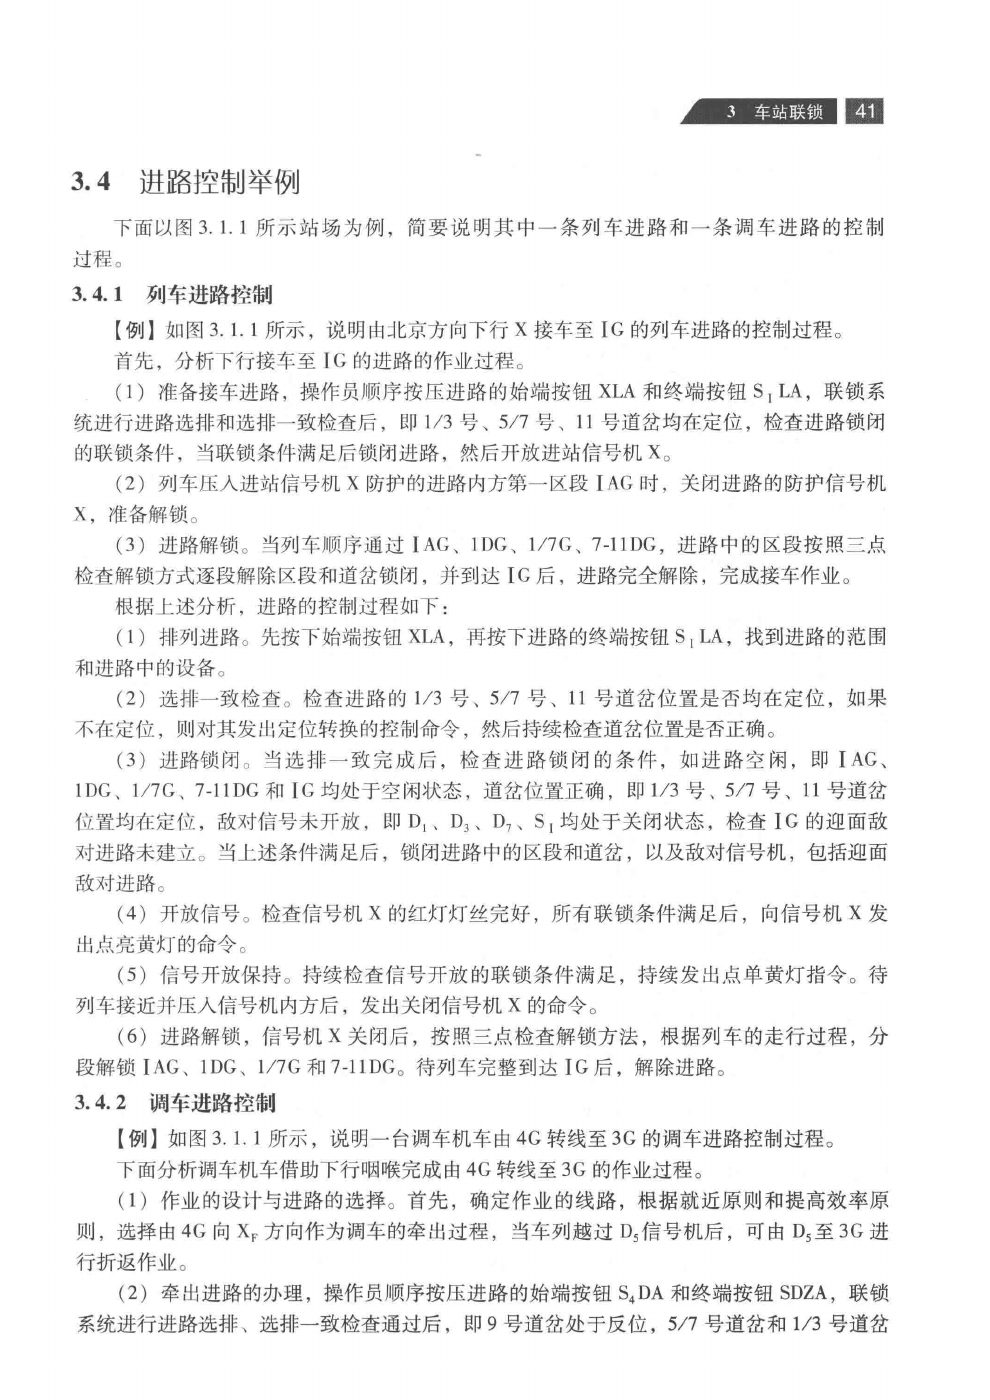 3 车站联锁 41
3.4 进路控制举例
下面以图3.1.1所示站场为例，简要说明其中一条列车进路和一条调车进路的控制
过程。
3.4.1 列车进路控制
【例】如图3.1.1所示，说明由北京方向下行X接车至ⅠG的列车进路的控制过程。
首先，分析下行接车至ⅠG的进路的作业过程。
（1）准备接车进路，操作员顺序按压进路的始端按钮XLA和终端按钮SⅠLA，联锁系
统进行进路选排和选排一致检查后，即1/3号、5/7号、11号道岔均在定位，检查进路锁闭
的联锁条件，当联锁条件满足后锁闭进路，然后开放进站信号机X。
（2）列车压入进站信号机X防护的进路内方第一区段ⅠAG时，关闭进路的防护信号机
X，准备解锁。
（3）进路解锁。当列车顺序通过ⅠAG、1DG、1/7G、7-11DG，进路中的区段按照三点
检查解锁方式逐段解除区段和道岔锁闭，并到达ⅠG后，进路完全解除，完成接车作业。
根据上述分析，进路的控制过程如下：
（1）排列进路。先按下始端按钮XLA，再按下进路的终端按钮SⅠLA，找到进路的范围
和进路中的设备。
（2）选排一致检查。检查进路的1/3号、5/7号、11号道岔位置是否均在定位，如果
不在定位，则对其发出定位转换的控制命令，然后持续检查道岔位置是否正确。
（3）进路锁闭。当选排一致完成后，检查进路锁闭的条件，如进路空闲，即ⅠAG、
1DG、1/7G、7-11DG和ⅠG均处于空闲状态，道岔位置正确，即1/3号、5/7号、11号道岔
位置均在定位，敌对信号未开放，即D₁、D₃、D₇、SⅠ均处于关闭状态，检查ⅠG的迎面敌
对进路未建立。当上述条件满足后，锁闭进路中的区段和道岔，以及敌对信号机，包括迎面
敌对进路。
（4）开放信号。检查信号机X的红灯灯丝完好，所有联锁条件满足后，向信号机X发
出点亮黄灯的命令。
（5）信号开放保持。持续检查信号开放的联锁条件满足，持续发出点单黄灯指令。待
列车接近并压入信号机内方后，发出关闭信号机X的命令。
（6）进路解锁，信号机X关闭后，按照三点检查解锁方法，根据列车的走行过程，分
段解锁ⅠAG、1DG、1/7G和7-11DG。待列车完整到达ⅠG后，解除进路。
3.4.2 调车进路控制
【例】如图3.1.1所示，说明一台调车机车由4G转线至3G的调车进路控制过程。
下面分析调车机车借助下行咽喉完成由4G转线至3G的作业过程。
（1）作业的设计与进路的选择。首先，确定作业的线路，根据就近原则和提高效率原
则，选择由4G向X_F方向作为调车的牵出过程，当车列越过D₅信号机后，可由D₅至3G进
行折返作业。
（2）牵出进路的办理，操作员顺序按压进路的始端按钮S₄DA和终端按钮SDZA，联锁
系统进行进路选排、选排一致检查通过后，即9号道岔处于反位，5/7号道岔和1/3号道岔